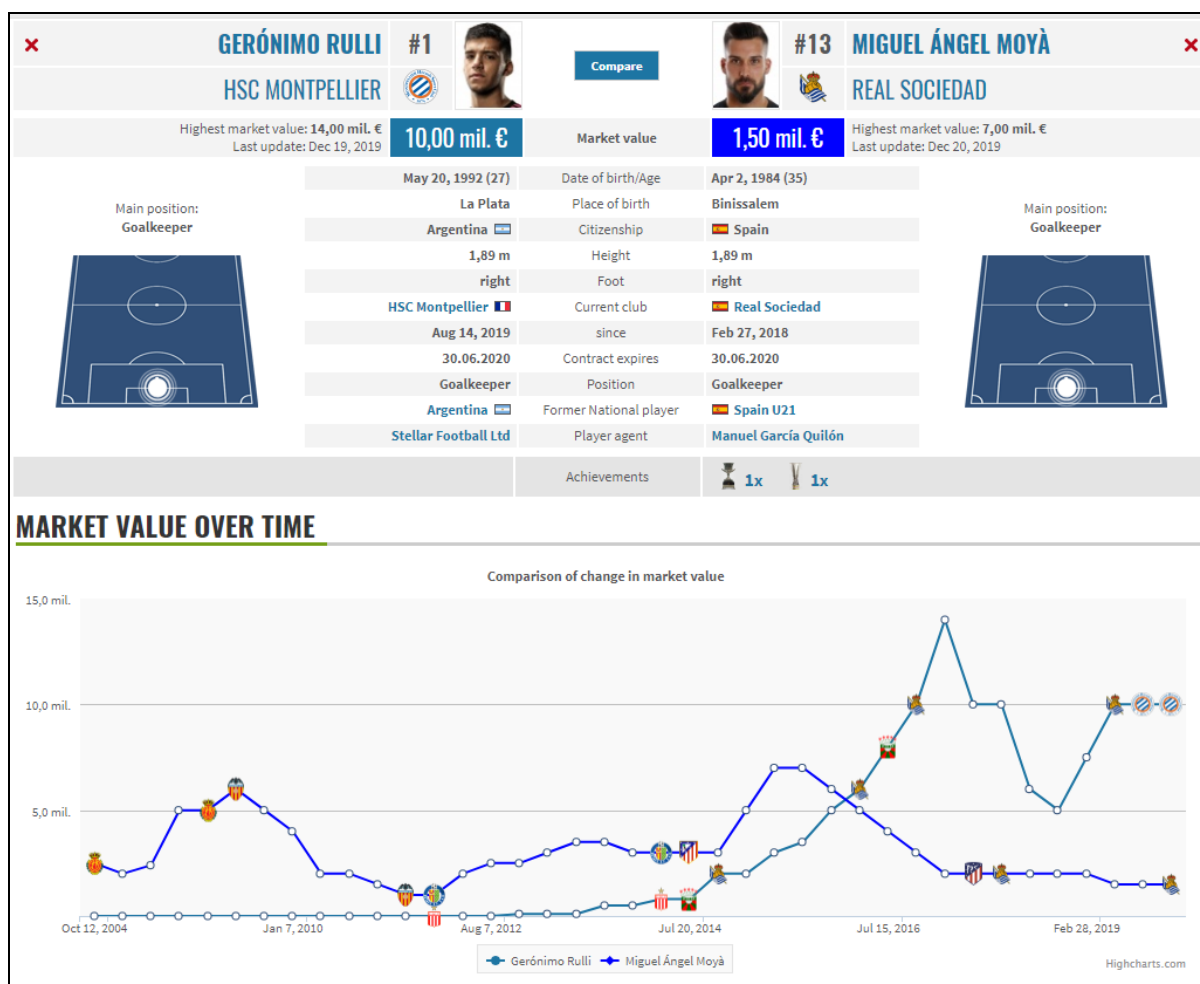 GERÓNIMO RULLI #1
HSC MONTPELLIER
Compare
#13 MIGUEL ÁNGEL MOYÀ
REAL SOCIEDAD
Highest market value: 14,00 mil. €
Last update: Dec 19, 2019
10,00 mil. €
Market value
1,50 mil. €
Highest market value: 7,00 mil. €
Last update: Dec 20, 2019
Main position:
Goalkeeper
May 20, 1992 (27) Date of birth/Age Apr 2, 1984 (35)
La Plata Place of birth Binissalem
Argentina Citizenship Spain
1,89 m Height 1,89 m
right Foot right
HSC Montpellier Current club Real Sociedad
Aug 14, 2019 since Feb 27, 2018
30.06.2020 Contract expires 30.06.2020
Goalkeeper Position Goalkeeper
Argentina Former National player Spain U21
Stellar Football Ltd Player agent Manuel García Quilón
Main position:
Goalkeeper
Achievements 1x 1x
MARKET VALUE OVER TIME
Comparison of change in market value
15,0 mil.
10,0 mil.
5,0 mil.
,0
Oct 12, 2004 Jan 7, 2010 Aug 7, 2012 Jul 20, 2014 Jul 15, 2016 Feb 28, 2019
Gerónimo Rulli Miguel Ángel Moyà
Highcharts.com